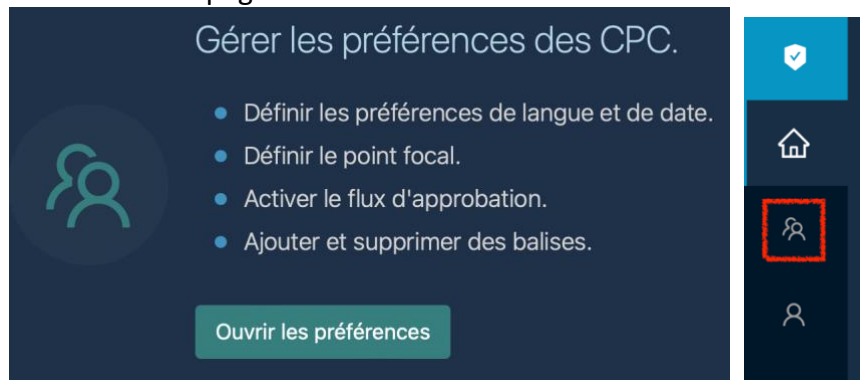 Gérer les préférences des CPC.
Définir les préférences de langue et de date.
Définir le point focal.
Activer le flux d'approbation.
Ajouter et supprimer des balises.
Ouvrir les préférences